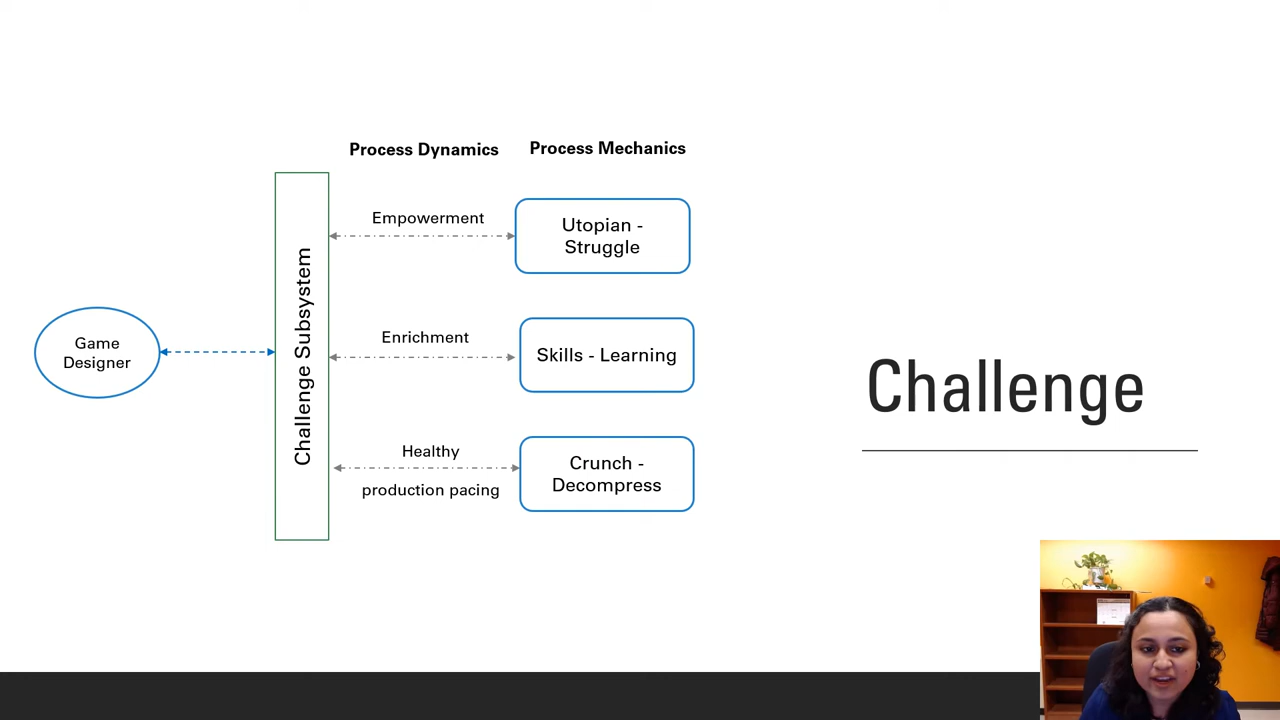 Process Dynamics
Process Mechanics
Empowerment
Utopian -
Struggle
Challenge Subsystem
Game
Designer
Enrichment
Skills - Learning
Healthy
production pacing
Crunch -
Decompress
Challenge